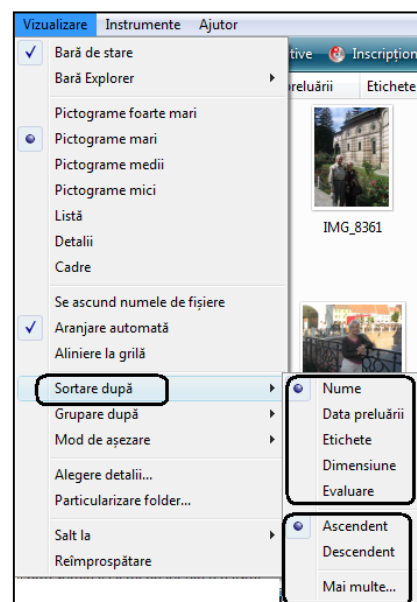 Vizualizare Instrumente Ajutor
Bară de stare
Bară Explorer
Pictograme foarte mari
Pictograme mari
Pictograme medii
Pictograme mici
Listă
Detalii
Cadre
Se ascund numele de fișiere
Aranjare automată
Aliniere la grilă
Sortare după
Grupare după
Mod de așezare
Alegere detalii...
Particularizare folder...
Salt la
Reîmprospătare
tive Inscripțion
reluării Etichete
IMG_8361
Nume
Data preluării
Etichete
Dimensiune
Evaluare
Ascendent
Descendent
Mai multe...